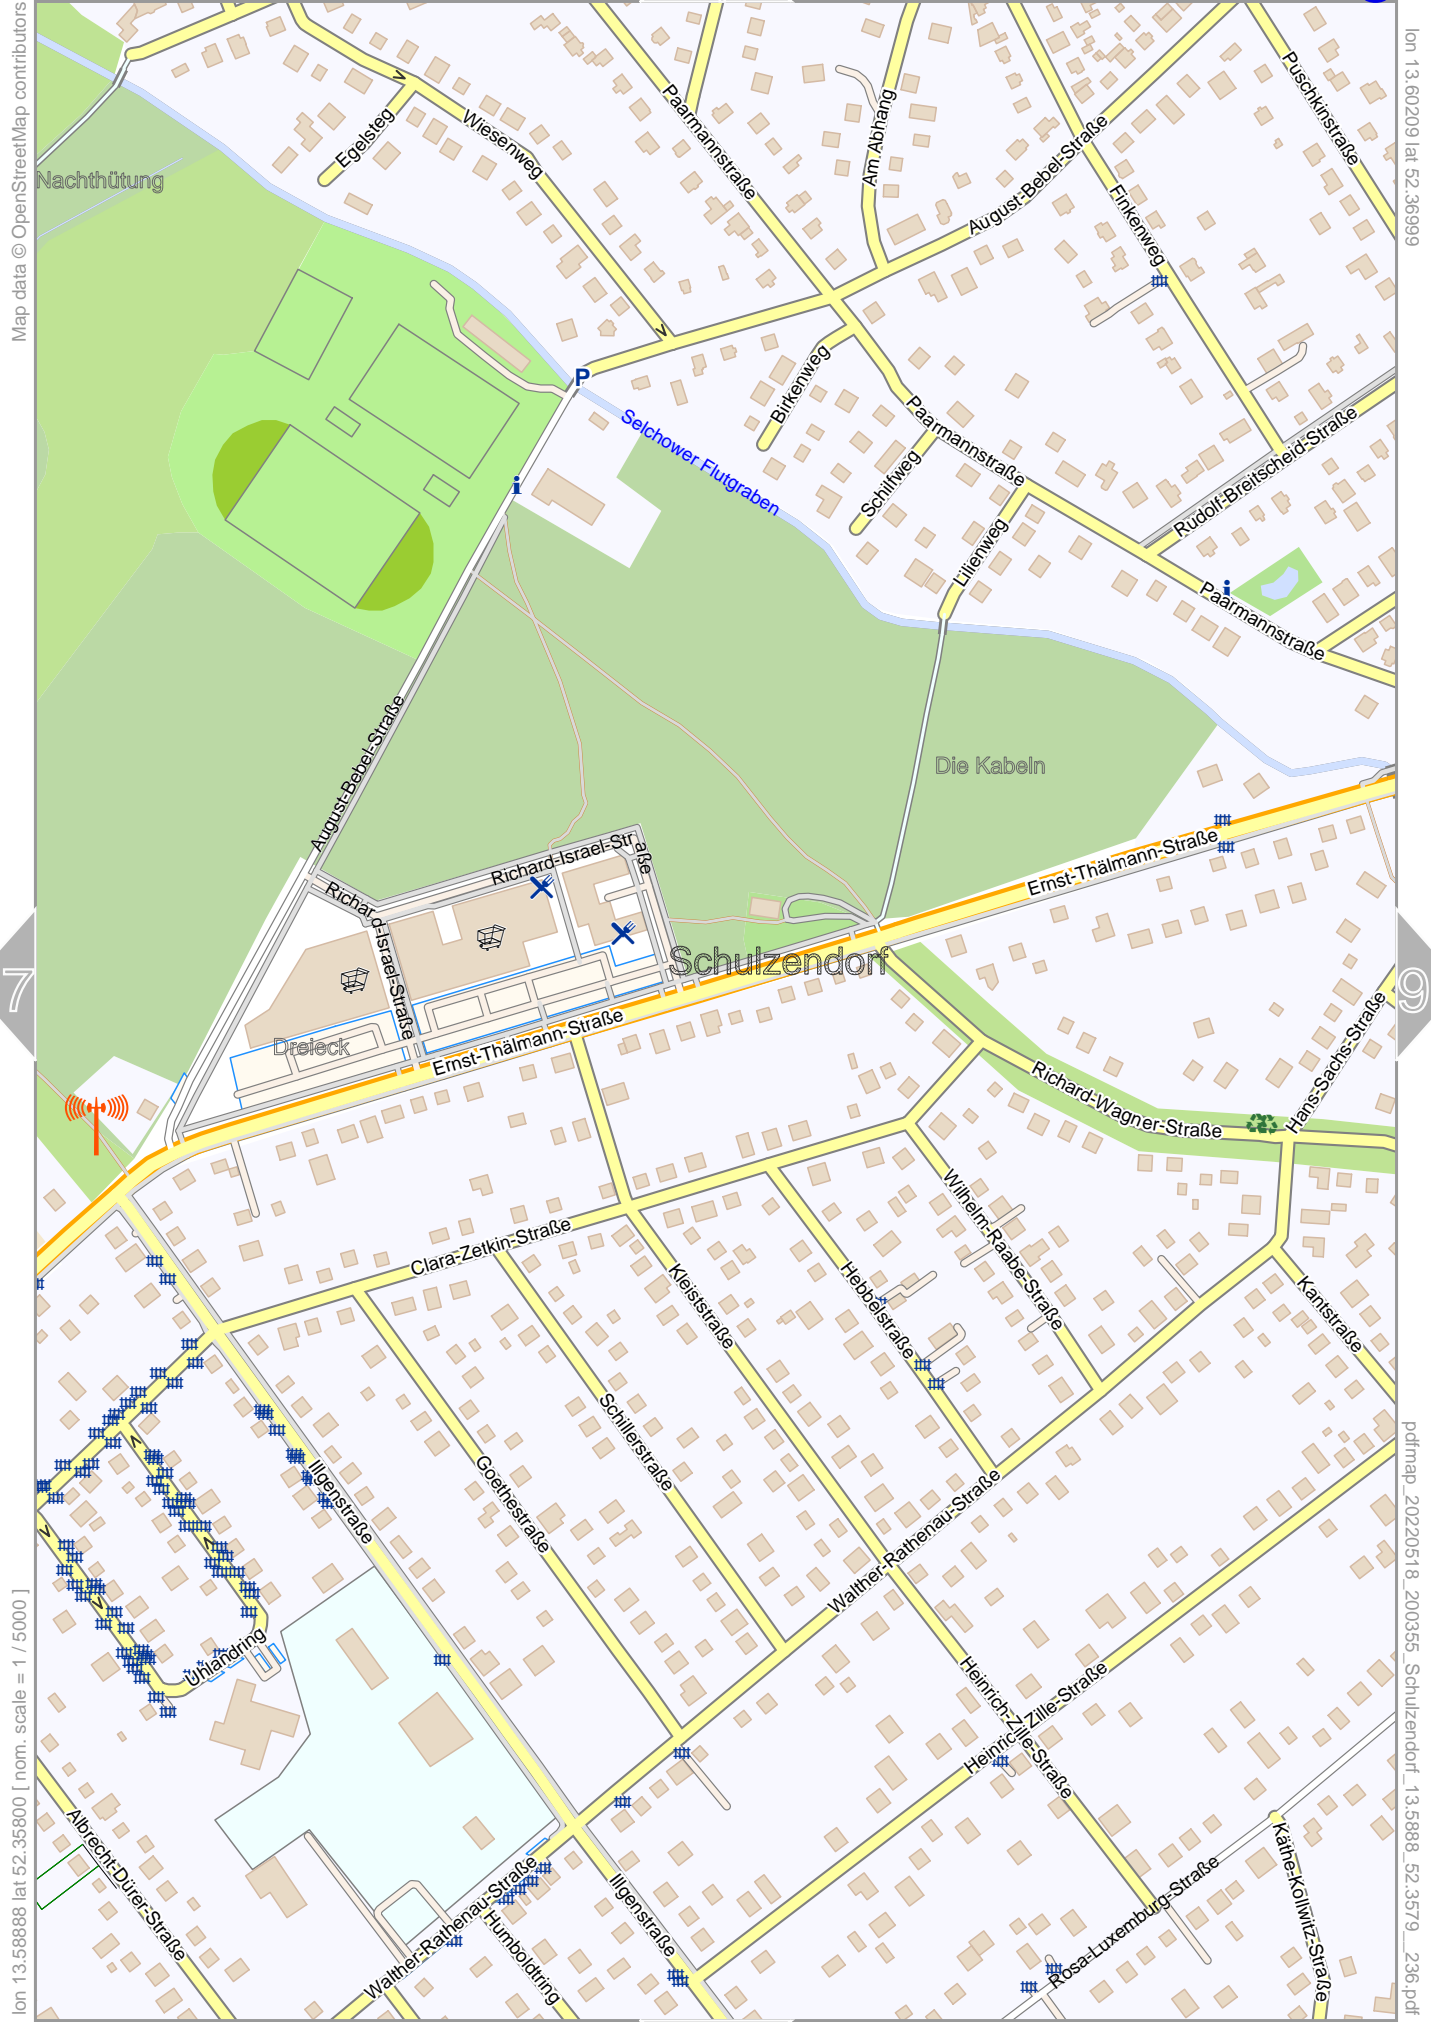 Map data © OpenStreetMap contributors
lon 13.60209 lat 52.36999
Puschkinstraße
Paarmannstraße
Am Abhang
Egelsteg
Wiesenweg
August-Bebel-Straße
Nachthütung
Finkenweg
Birkenweg
P
Selchower Flutgraben
Paarmannstraße
Rudolf-Breitscheid-Straße
Schilfweg
i
Lilienweg
i
Paarmannstraße
August-Bebel-Straße
Die Kabeln
Richard-Israel-Straße
Ernst-Thälmann-Straße
Richard-Israel-Straße
Schulzendorf
7
9
Dreieck
Ernst-Thälmann-Straße
Hans-Sachs-Straße
Richard-Wagner-Straße
Wilhelm-Raabe-Straße
Clara-Zetkin-Straße
Kleiststraße
Hebbelstraße
Kantstraße
Schillerstraße
Goethestraße
Illgenstraße
Walther-Rathenau-Straße
Uhlandring
Heinrich-Zille-Straße
Heinrich-Zille-Straße
Albrecht-Dürer-Straße
Käthe-Kollwitz-Straße
Rosa-Luxemburg-Straße
Walther-Rathenau-Straße
Illgenstraße
Humboldtring
lon 13.58888 lat 52.35800 [ nom. scale = 1 / 5000 ]
pdfmap_20220518_200355_Schulzendorf_13.5888_52.3579__236.pdf